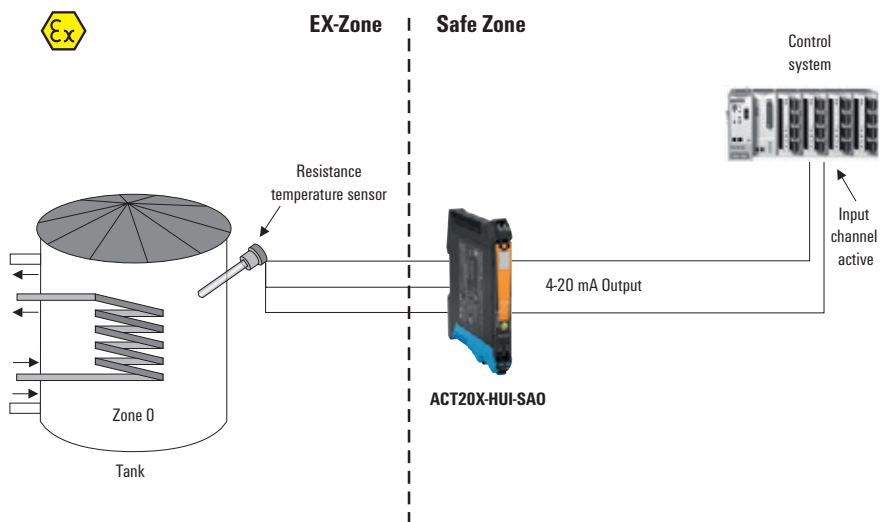 Ex
EX-Zone
Safe Zone
Control
system
Resistance
temperature sensor
Input
channel
active
4-20 mA Output
ACT20X-HUI-SAO
Zone 0
Tank